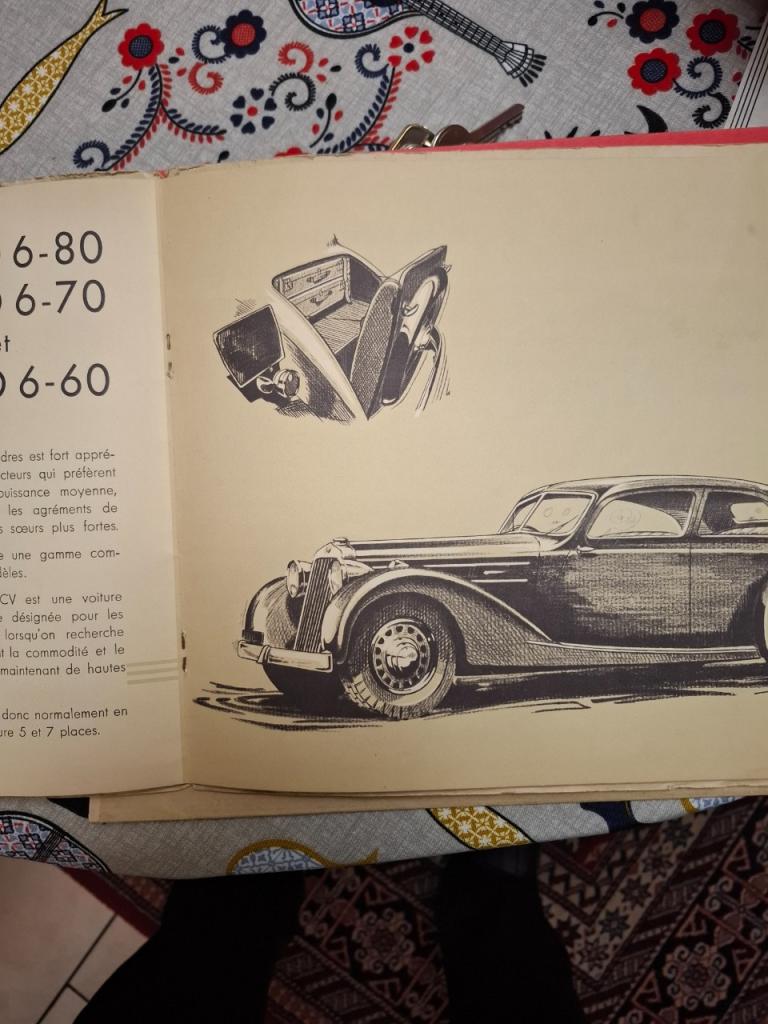 6-80
6-70
et
6-60
dres est fort appré-
cteurs qui préfèrent
puissance moyenne,
les agréments de
s sœurs plus fortes.
e une gamme com-
dèles.
CV est une voiture
e désignée pour les
lorsqu'on recherche
t la commodité et le
maintenant de hautes
donc normalement en
ure 5 et 7 places.